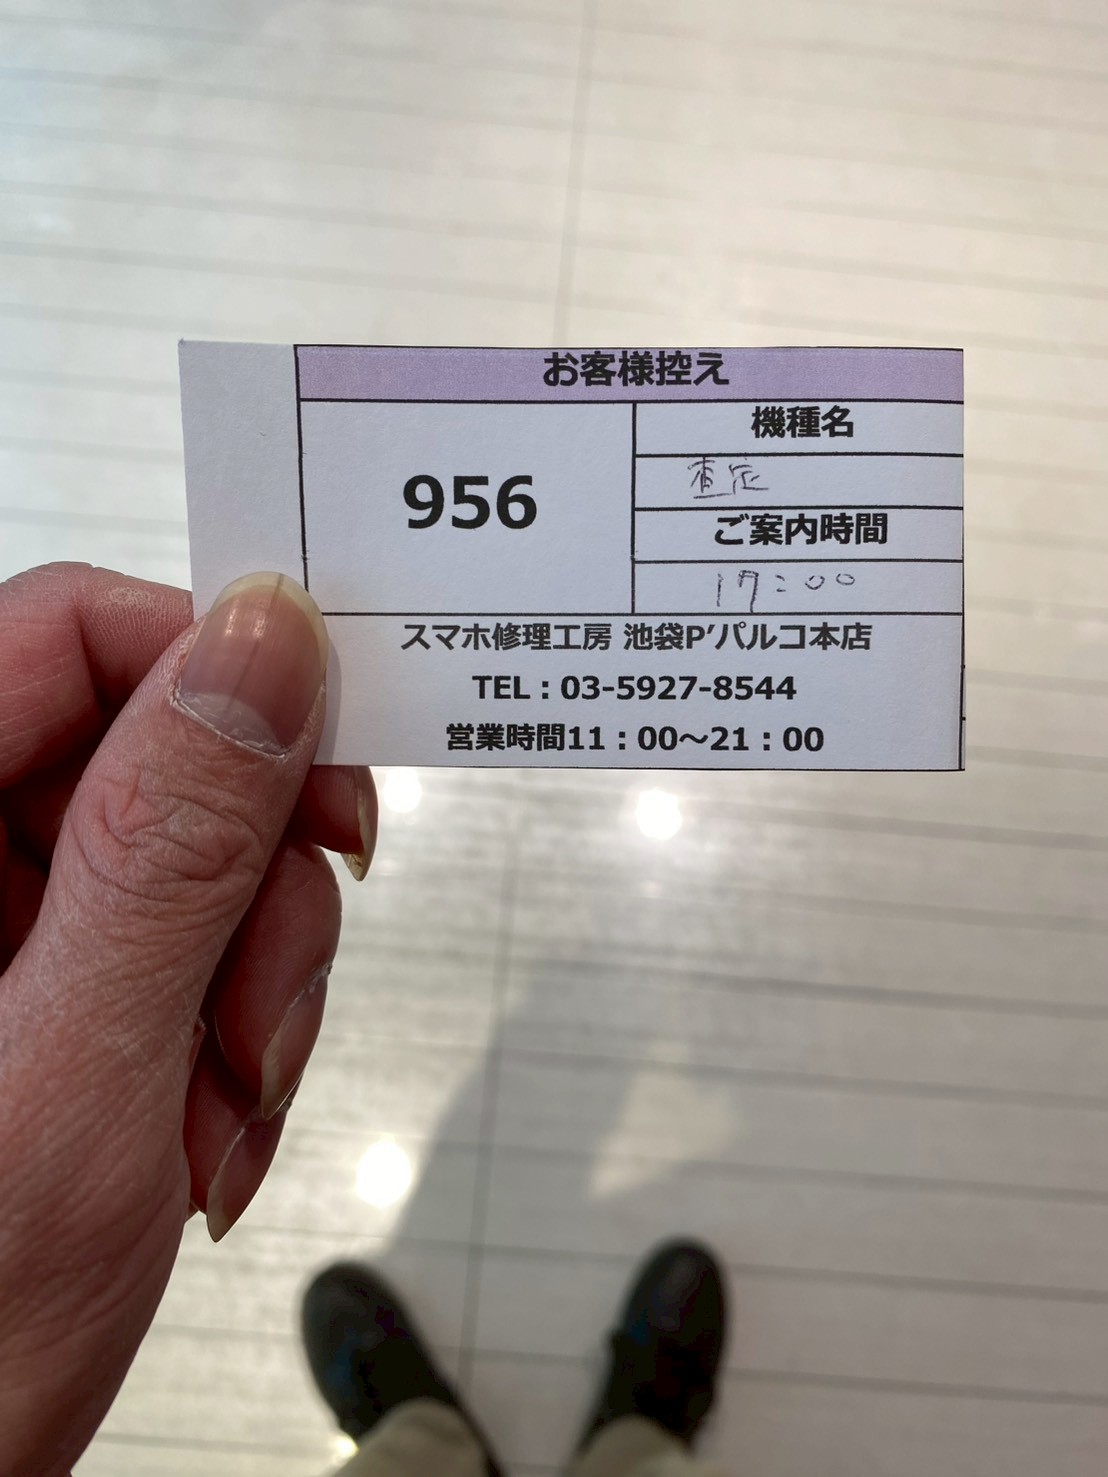 お客様控え
956
機種名
査定
ご案内時間
17:00
スマホ修理工房 池袋P’パルコ本店
TEL：03-5927-8544
営業時間11：00～21：00